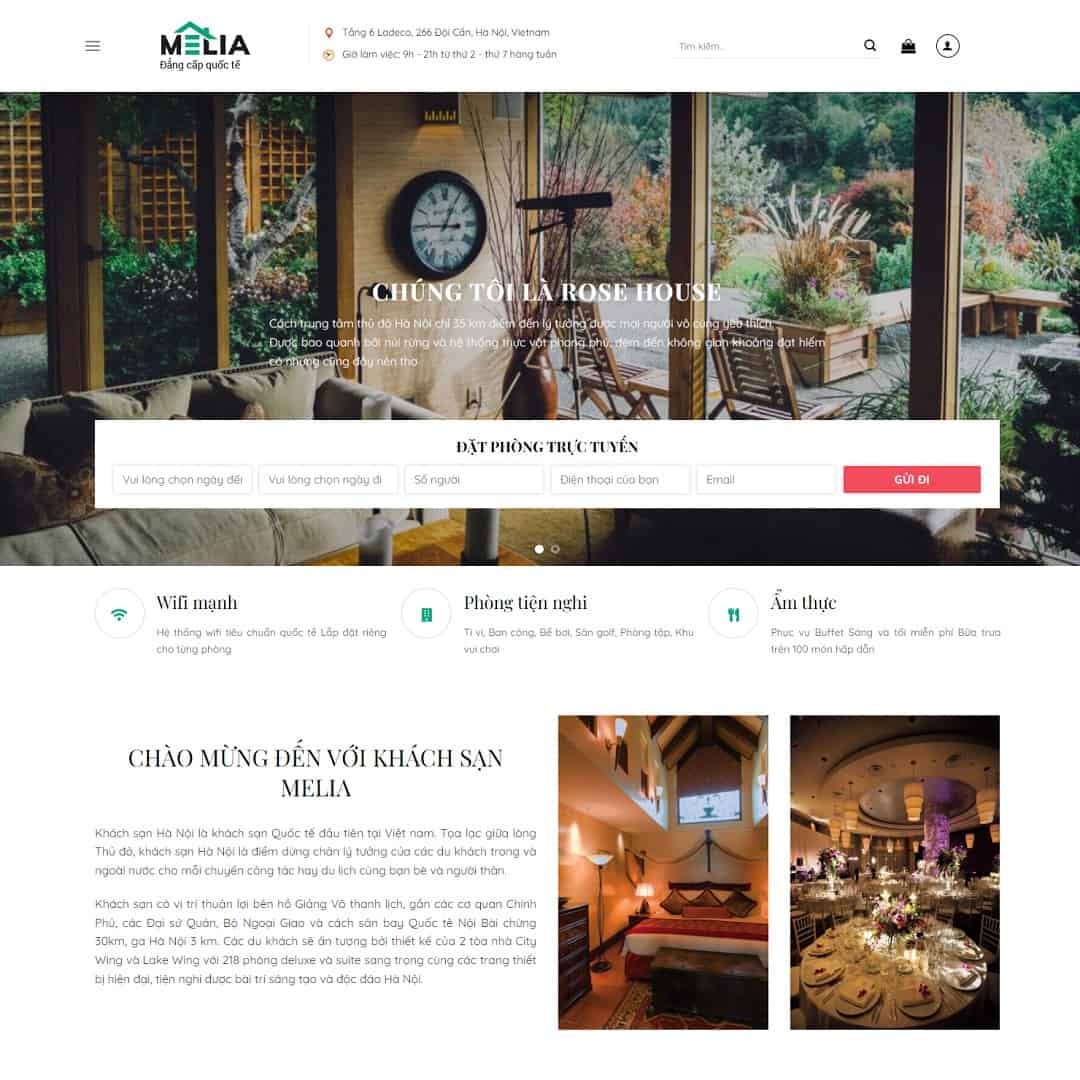 MELIA
Đẳng cấp quốc tế
Tầng 6 Ladeco, 266 Đội Cấn, Hà Nội, Vietnam
Giờ làm việc: 9h - 21h từ thứ 2 - thứ 7 hàng tuần
Tìm kiếm...
CHÚNG TÔI LÀ ROSE HOUSE
Cách trung tâm thủ đô Hà Nội chỉ 35 km điểm đến lý tưởng được mọi người vô cùng yêu thích.
Được bao quanh bởi núi rừng và hệ thống thực vật phong phú, đem đến không gian khoáng đạt hiếm
có nhưng cũng đầy nên thơ
ĐẶT PHÒNG TRỰC TUYẾN
Vui lòng chọn ngày đến
Vui lòng chọn ngày đi
Số người
Điện thoại của bạn
Email
GỬI ĐI
Wifi mạnh
Hệ thống wifi tiêu chuẩn quốc tế Lắp đặt riêng
cho từng phòng
Phòng tiện nghi
Ti vi, Ban công, Bể bơi, Sân golf, Phòng tập, Khu
vui chơi
Ẩm thực
Phục vụ Buffet Sáng và tối miễn phí Bữa trưa
trên 100 món hấp dẫn
CHÀO MỪNG ĐẾN VỚI KHÁCH SẠN
MELIA
Khách sạn Hà Nội là khách sạn Quốc tế đầu tiên tại Việt nam. Tọa lạc giữa lòng
Thủ đô, khách sạn Hà Nội là điểm dừng chân lý tưởng của các du khách trong và
ngoài nước cho mỗi chuyến công tác hay du lịch cùng bạn bè và người thân.
Khách sạn có vị trí thuận lợi bên hồ Giảng Võ thanh lịch, gần các cơ quan Chính
Phủ, các Đại sứ Quán, Bộ Ngoại Giao và cách sân bay Quốc tê Nội Bài chừng
30km, ga Hà Nội 3 km. Các du khách sẽ ấn tượng bởi thiết kế của 2 tòa nhà City
Wing và Lake Wing với 218 phòng deluxe và suite sang trọng cùng các trang thiết
bị hiện đại, tiện nghi được bài trí sáng tạo và độc đáo Hà Nội.